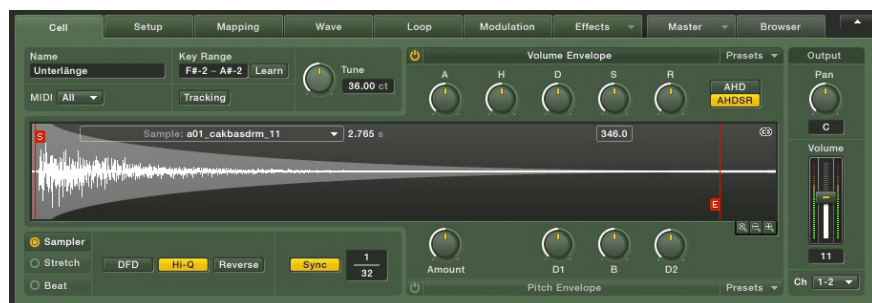 Cell Setup Mapping Wave Loop Modulation Effects Master Browser
Name Key Range
Unterlänge F#-2 – A#-2 Learn
MIDI All Tracking
Tune
36.00 ct
Volume Envelope Presets
A H D S R
AHD
AHDSR
Output
Pan
C
Volume
11
Ch 1-2
S Sample: a01_cakbasdrm_11 2.765 s 346.0
E
Sampler
Stretch
Beat
DFD Hi-Q Reverse Sync
1
32
Amount D1 B D2
Pitch Envelope Presets